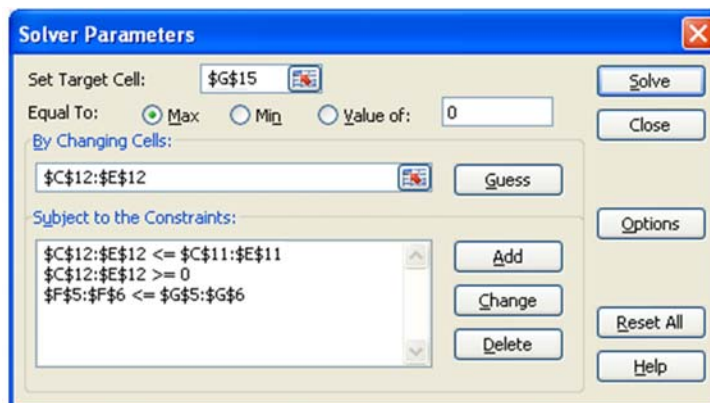 Solver Parameters
Set Target Cell: $G$15 Solve
Equal To: Max Min Value of: 0 Close
By Changing Cells:
$C$12:$E$12 Guess
Subject to the Constraints: Options
$C$12:$E$12 <= $C$11:$E$11 Add
$C$12:$E$12 >= 0
$F$5:$F$6 <= $G$5:$G$6 Change
Reset All
Delete
Help